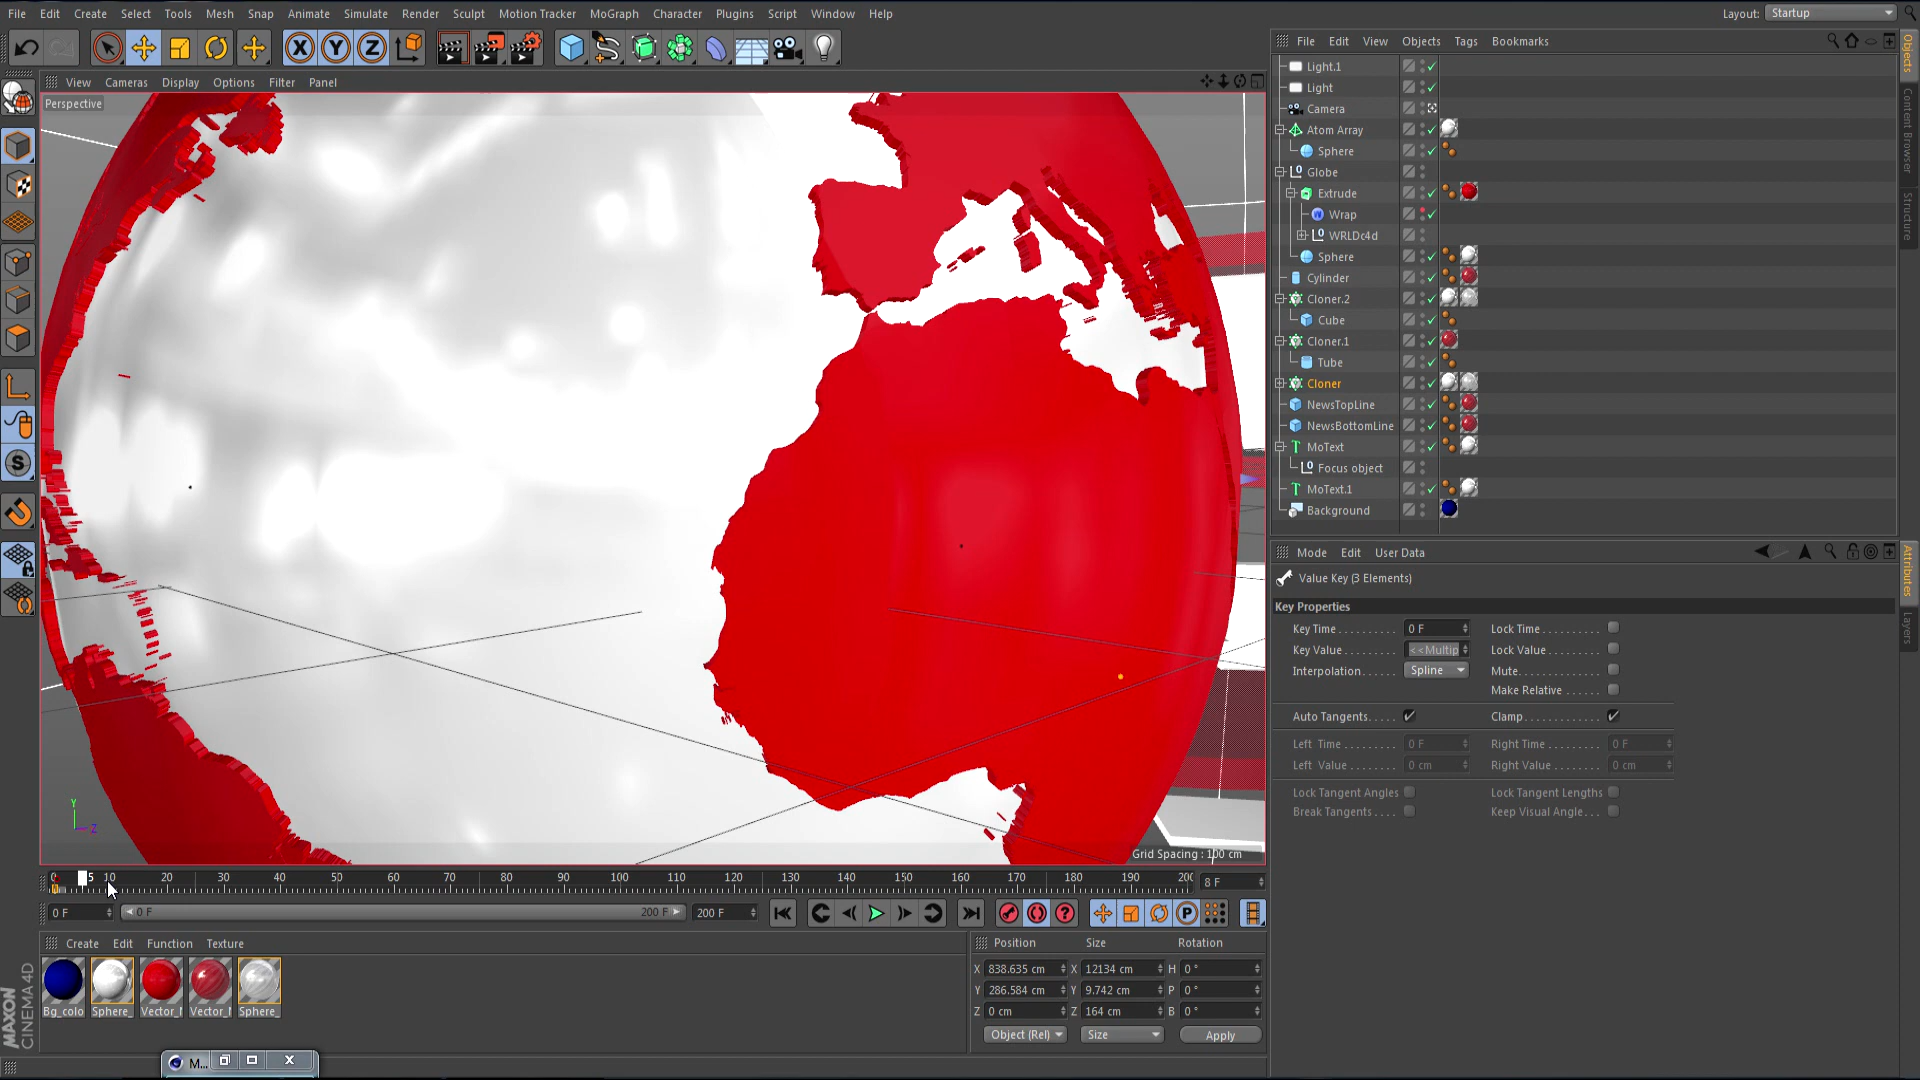 File Edit Create Select Tools Mesh Snap Animate Simulate Render Sculpt Motion Tracker MoGraph Character Plugins Script Window Help Layout: Startup
View Cameras Display Options Filter Panel
Perspective
Grid Spacing : 100 cm
0 5 10 20 30 40 50 60 70 80 90 100 110 120 130 140 150 160 170 180 190 200 8 F
0 F 0 F 200 F 200 F
Create Edit Function Texture
Bg_colo Sphere_ Vector_ Vector_ Sphere_
MAXON CINEMA 4D
Position Size Rotation
X 838.635 cm X 12134 cm H 0 °
Y 286.584 cm Y 9.742 cm P 0 °
Z 0 cm Z 164 cm B 0 °
Object (Rel) Size Apply
M...
File Edit View Objects Tags Bookmarks
Light.1
Light
Camera
Atom Array
Sphere
Globe
Extrude
Wrap
WRLDc4d
Sphere
Cylinder
Cloner.2
Cube
Cloner.1
Tube
Cloner
NewsTopLine
NewsBottomLine
MoText
Focus object
MoText.1
Background
Objects
Content Browser
Structure
Mode Edit User Data
Value Key (3 Elements)
Key Properties
Key Time 0 F Lock Time
Key Value <<Multip Lock Value
Interpolation Spline Mute
Make Relative
Auto Tangents Clamp
Left Time 0 F Right Time 0 F
Left Value 0 cm Right Value 0 cm
Lock Tangent Angles Lock Tangent Lengths
Break Tangents Keep Visual Angle
Attributes
Layers
X Y Z
Y
Z
S
P